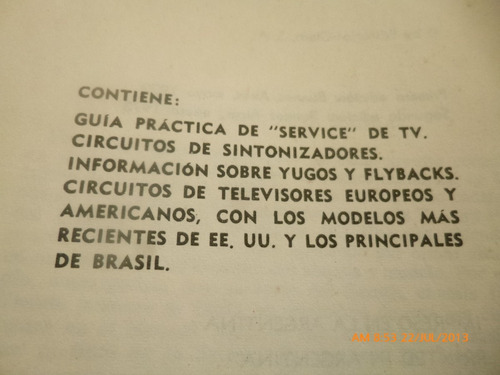 CONTIENE:
GUÍA PRÁCTICA DE "SERVICE" DE TV.
CIRCUITOS DE SINTONIZADORES.
INFORMACIÓN SOBRE YUGOS Y FLYBACKS.
CIRCUITOS DE TELEVISORES EUROPEOS Y
AMERICANOS, CON LOS MODELOS MÁS
RECIENTES DE EE. UU. Y LOS PRINCIPALES
DE BRASIL.